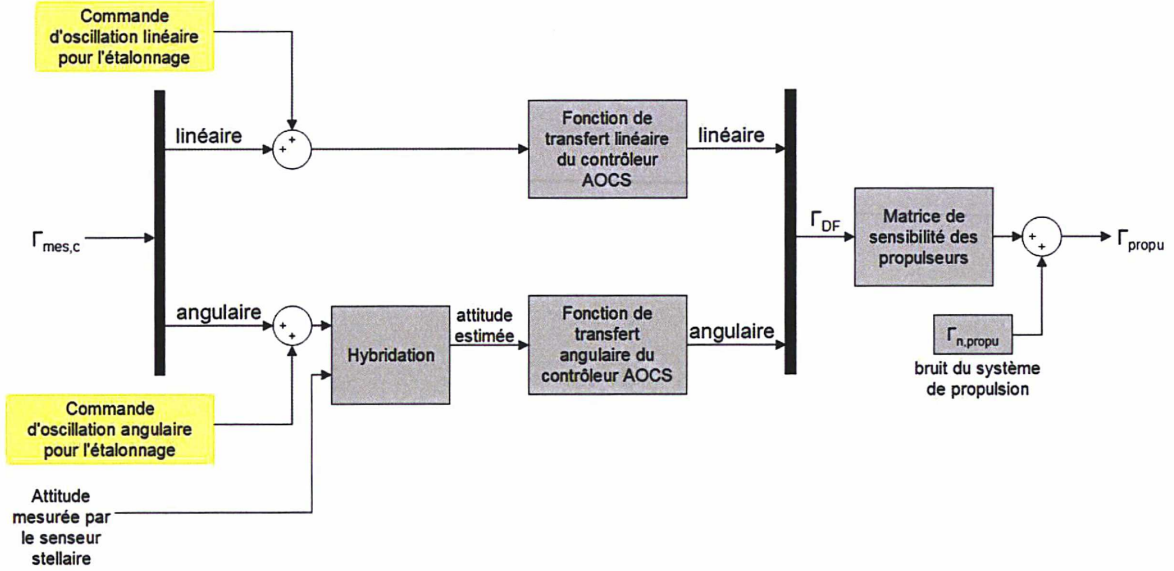 Commande
d'oscillation linéaire
pour l'étalonnage
linéaire
+
+
Fonction de
transfert linéaire
du contrôleur
AOCS
linéaire
Γmes,c
ΓDF
Matrice de
sensibilité des
propulseurs
+
+
Γpropu
angulaire
+
+
Hybridation
attitude
estimée
Fonction de
transfert
angulaire du
contrôleur AOCS
angulaire
Γn,propu
bruit du système
de propulsion
Commande
d'oscillation angulaire
pour l'étalonnage
Attitude
mesurée par
le senseur
stellaire